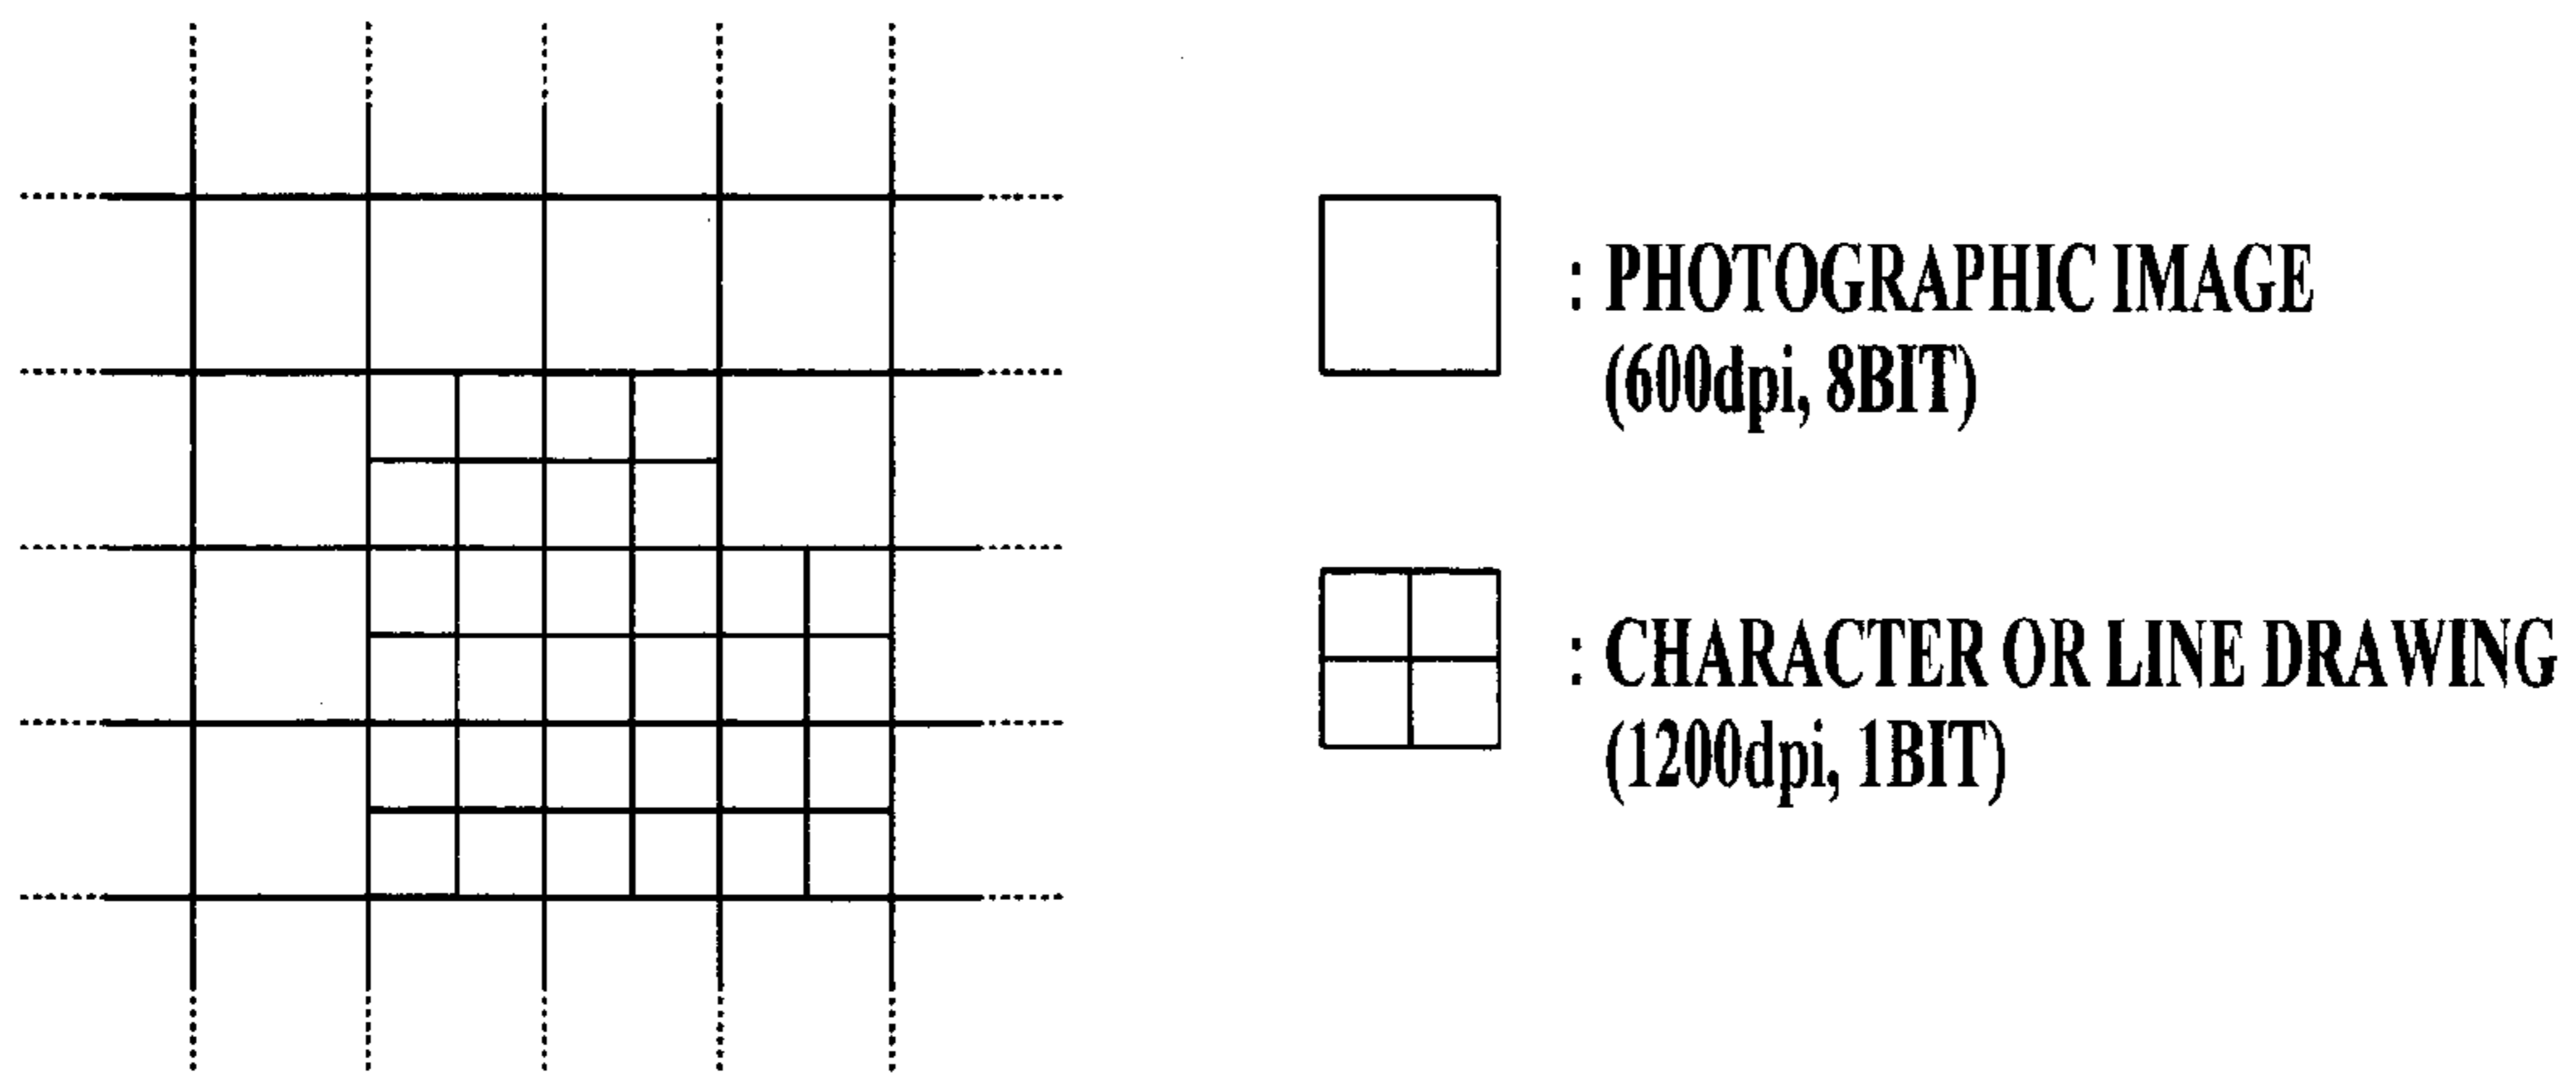 : PHOTOGRAPHIC IMAGE
(600dpi, 8BIT)
: CHARACTER OR LINE DRAWING
(1200dpi, 1BIT)